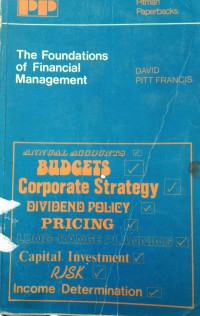 PP
Pitman
Paperbacks
The Foundations
of Financial
Management
DAVID
PITT FRANCIS
ANNUAL ACCOUNTS
BUDGETS
Corporate Strategy
DIVIDEND POLICY
PRICING
LONG-RANGE PLANNING
Capital Investment
RISK
Income Determination